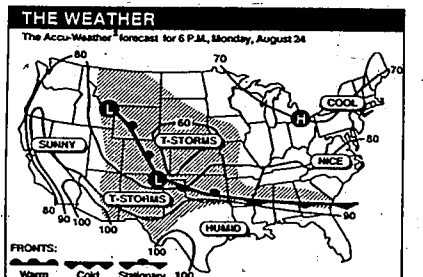 THE WEATHER
The Accu-Weather forecast for 6 P.M., Monday, August 24
60
70
70
L
H
COOL
SUNNY
60
T-STORMS
80
NICE
L
T-STORMS
80 90 100
100
90
HUMID
100
100
FRONTS:
Warm Cold Stationary